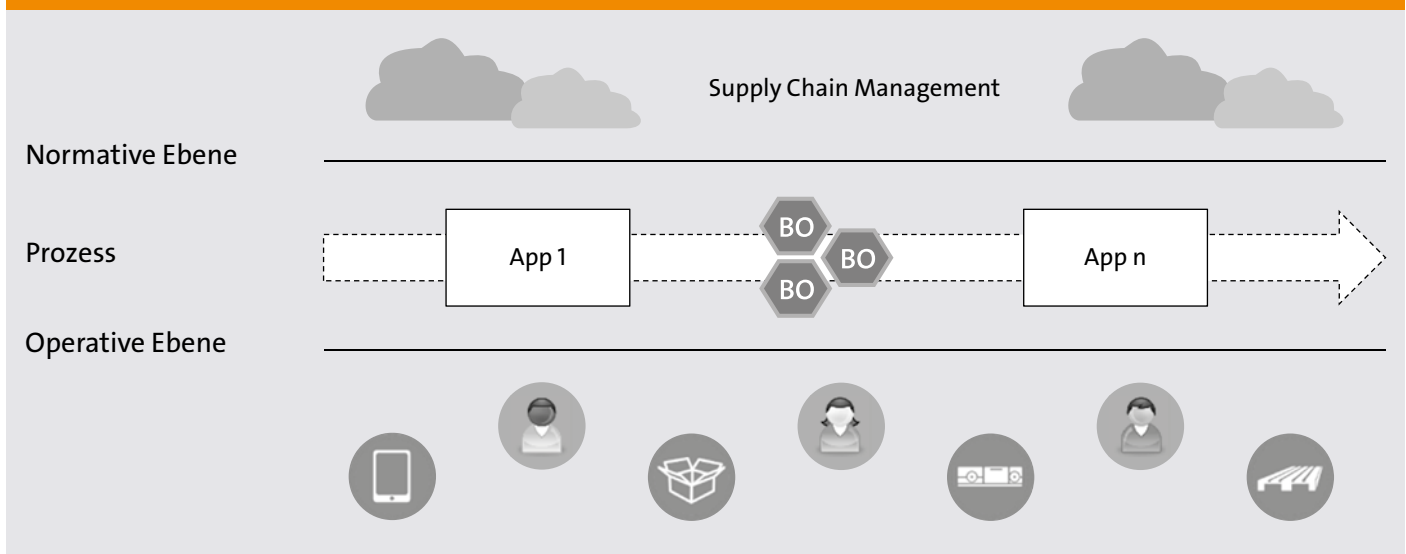 Supply Chain Management
Normative Ebene
Prozess
App 1
BO
BO
BO
App n
Operative Ebene